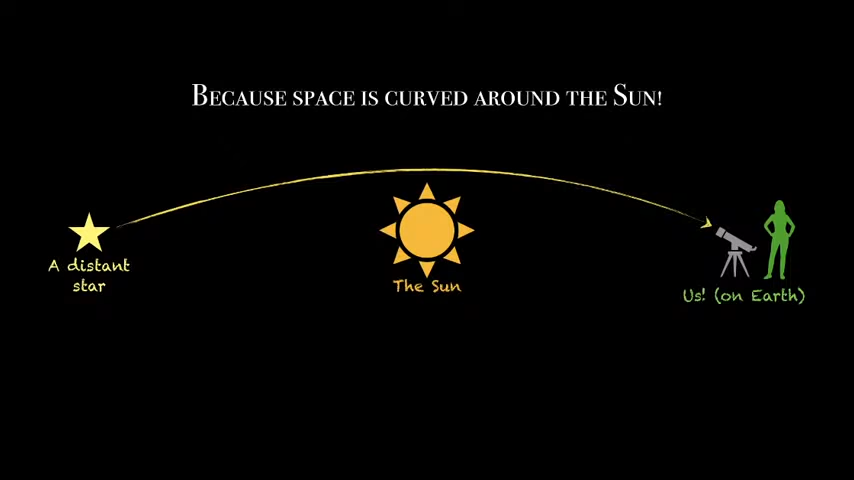 Because space is curved around the Sun!
A distant
star
The Sun
Us! (on Earth)